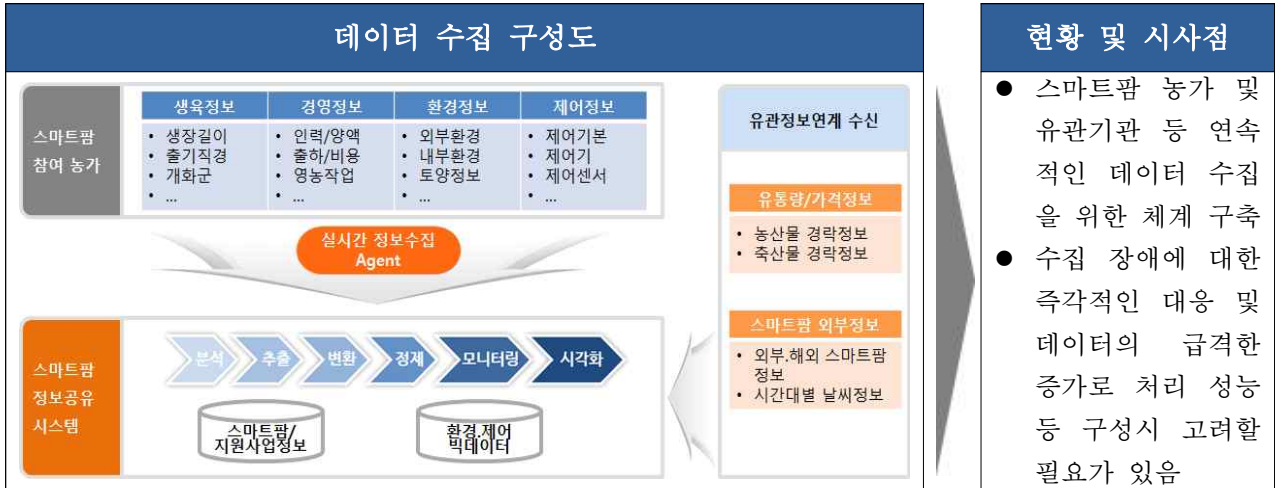 데이터 수집 구성도
스마트팜
참여 농가
생육정보
• 생장길이
• 줄기직경
• 개화군
• ...
경영정보
• 인력/양액
• 출하/비용
• 영농작업
• ...
환경정보
• 외부환경
• 내부환경
• 토양정보
• ...
제어정보
• 제어기본
• 제어기
• 제어센서
• ...
실시간 정보수집
Agent
스마트팜
정보공유
시스템
분석
추출
변환
정제
모니터링
시각화
스마트팜/
지원사업정보
환경.제어
빅데이터
유관정보연계 수신
유통량/가격정보
• 농산물 경락정보
• 축산물 경락정보
스마트팜 외부정보
• 외부.해외 스마트팜
정보
• 시간대별 날씨정보
현황 및 시사점
● 스마트팜 농가 및
유관기관 등 연속
적인 데이터 수집
을 위한 체계 구축
● 수집 장애에 대한
즉각적인 대응 및
데이터의 급격한
증가로 처리 성능
등 구성시 고려할
필요가 있음